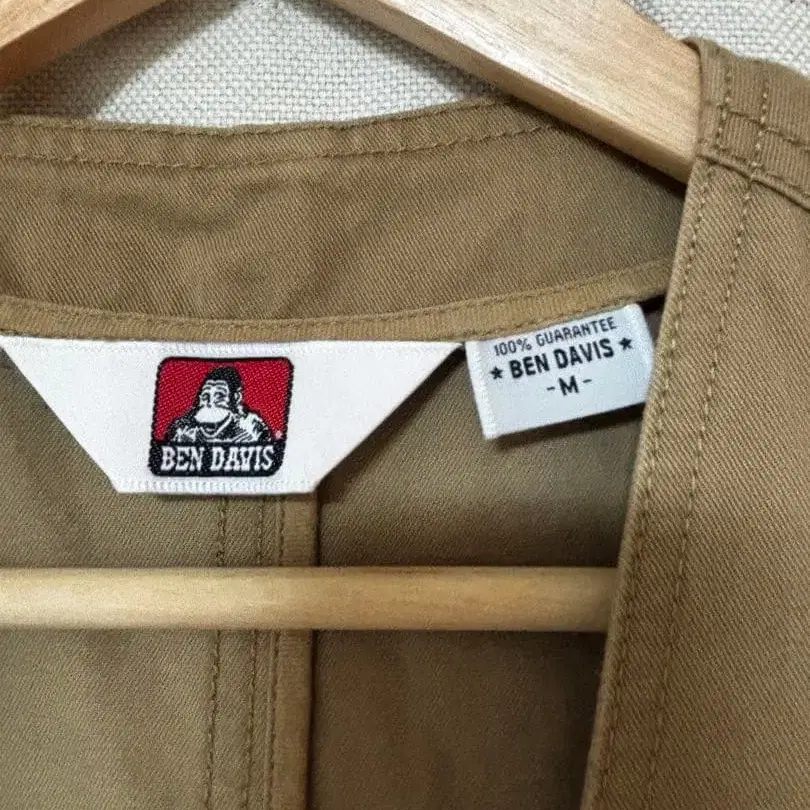 BEN DAVIS
®
100% GUARANTEE
★ BEN DAVIS ★
-M-